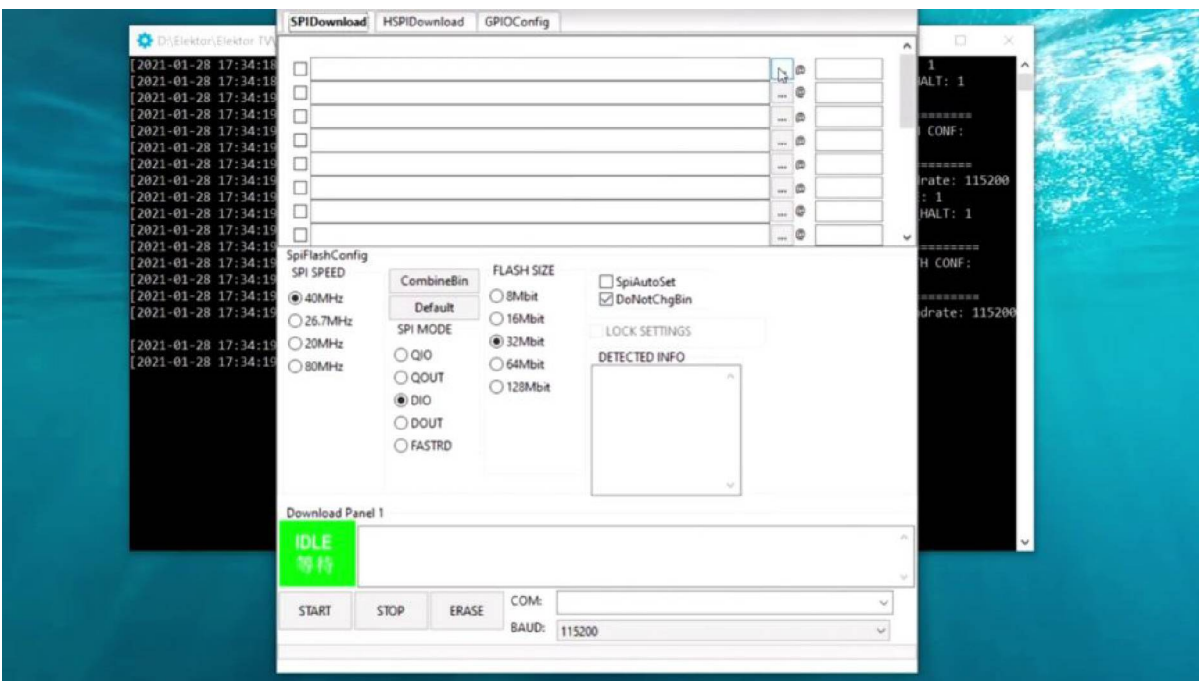 SPIDownload HSPIDownload GPIOConfig
D:\Elektor\Elektor TV\
[2021-01-28 17:34:18 1
[2021-01-28 17:34:18 HALT: 1
[2021-01-28 17:34:19
[2021-01-28 17:34:19 ========
[2021-01-28 17:34:19 CONF:
[2021-01-28 17:34:19
[2021-01-28 17:34:19 ========
[2021-01-28 17:34:19 drate: 115200
[2021-01-28 17:34:19 : 1
[2021-01-28 17:34:19 HALT: 1
[2021-01-28 17:34:19
[2021-01-28 17:34:19 =========
[2021-01-28 17:34:19 H CONF:
[2021-01-28 17:34:19
[2021-01-28 17:34:19 =========
[2021-01-28 17:34:19 drate: 115200
[2021-01-28 17:34:19
[2021-01-28 17:34:19
... @
... @
... @
... @
... @
... @
... @
... @
SpiFlashConfig
SPI SPEED
40MHz
26.7MHz
20MHz
80MHz
CombineBin
Default
SPI MODE
QIO
QOUT
DIO
DOUT
FASTRD
FLASH SIZE
8Mbit
16Mbit
32Mbit
64Mbit
128Mbit
SpiAutoSet
DoNotChgBin
LOCK SETTINGS
DETECTED INFO
Download Panel 1
IDLE
等待
START STOP ERASE
COM:
BAUD: 115200